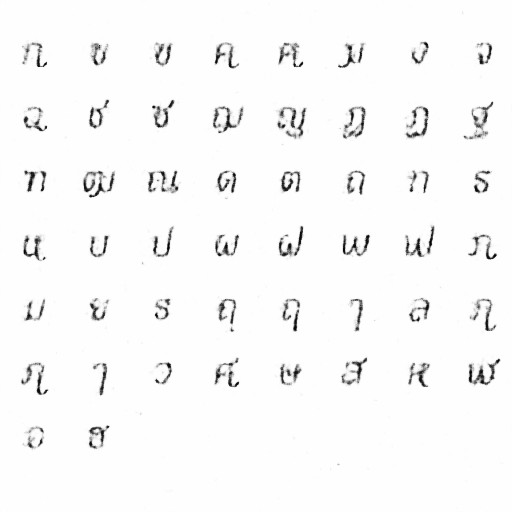 ก ข ฃ ค ฅ ฆ ง จ
ฉ ช ซ ฌ ญ ฎ ฏ ฐ
ฑ ฒ ณ ด ต ถ ท ธ
น บ ป ผ ฝ พ ฟ ภ
ม ย ร ฤ ฤ ๅ ล ฦ
ฦ ๅ ว ศ ษ ส ห ฬ
อ ฮ